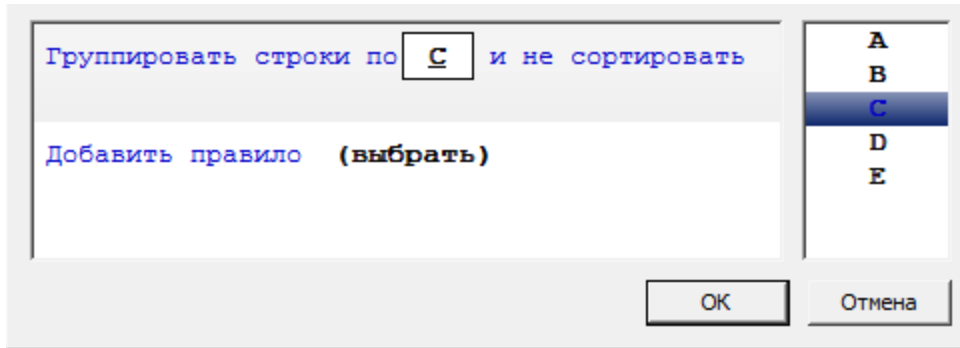 Группировать строки по C и не сортировать
Добавить правило (выбрать)
A
B
C
D
E
OK Отмена